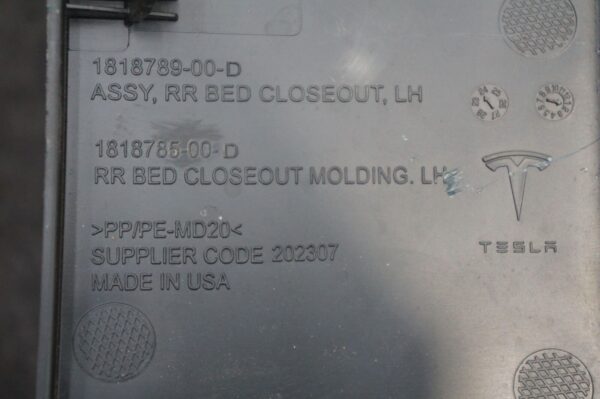 1818789-00-D
ASSY, RR BED CLOSEOUT, LH
1818785-00-D
RR BED CLOSEOUT MOLDING. LH
TESLA
>PP/PE-MD20<
SUPPLIER CODE 202307
MADE IN USA